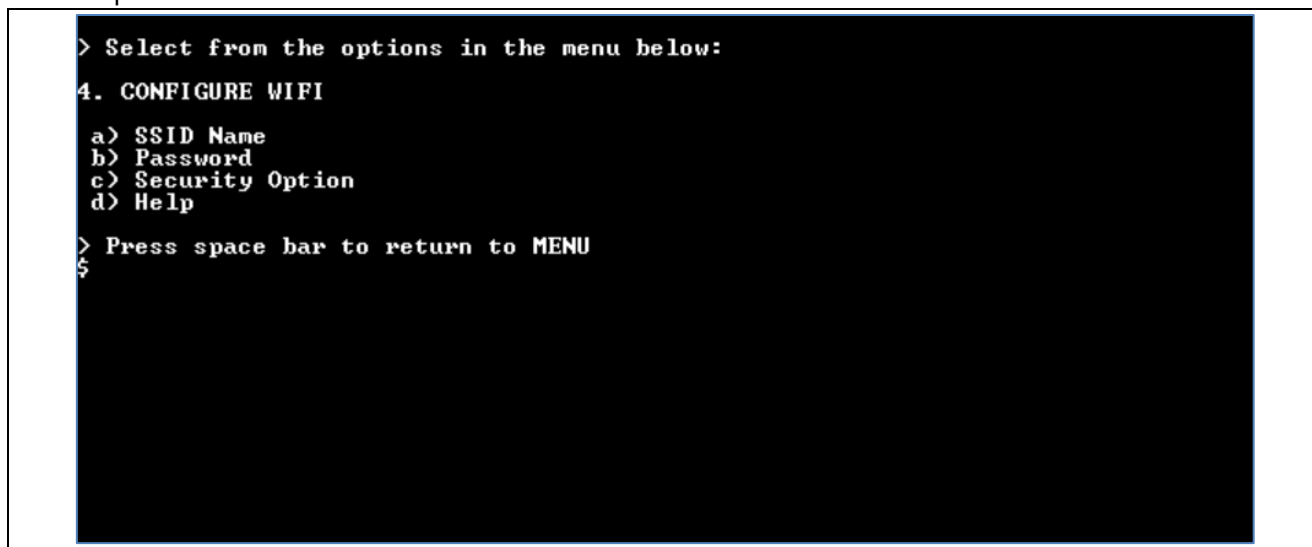 > Select from the options in the menu below:
4. CONFIGURE WIFI
a) SSID Name
b) Password
c) Security Option
d) Help
> Press space bar to return to MENU
$